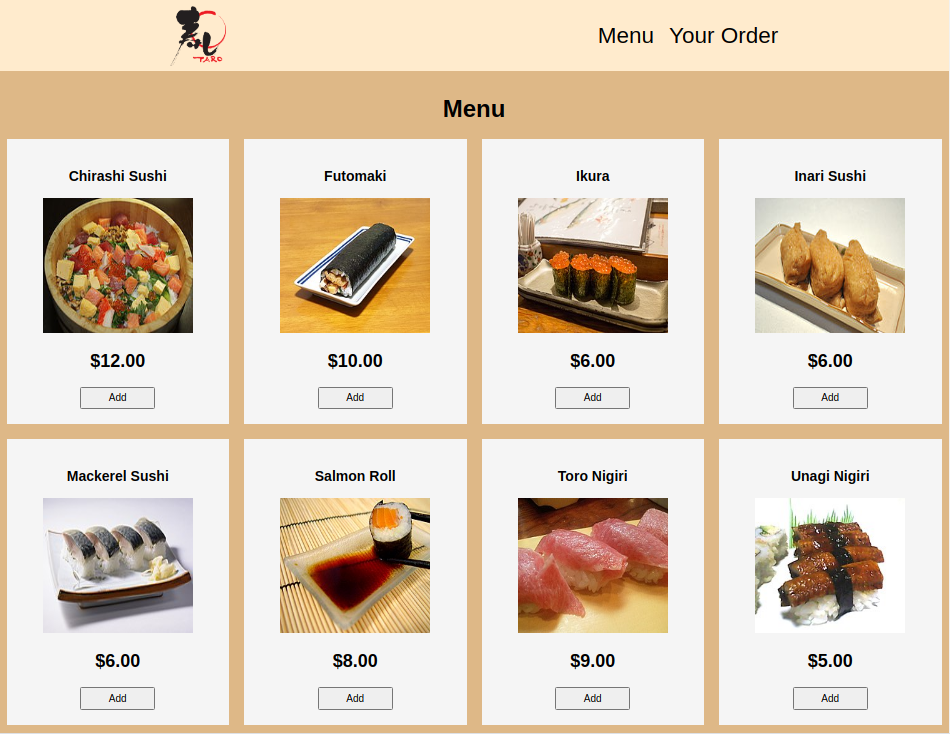 TARO
Menu Your Order
Menu
Chirashi Sushi Futomaki Ikura Inari Sushi
$12.00 $10.00 $6.00 $6.00
Add Add Add Add
Mackerel Sushi Salmon Roll Toro Nigiri Unagi Nigiri
$6.00 $8.00 $9.00 $5.00
Add Add Add Add